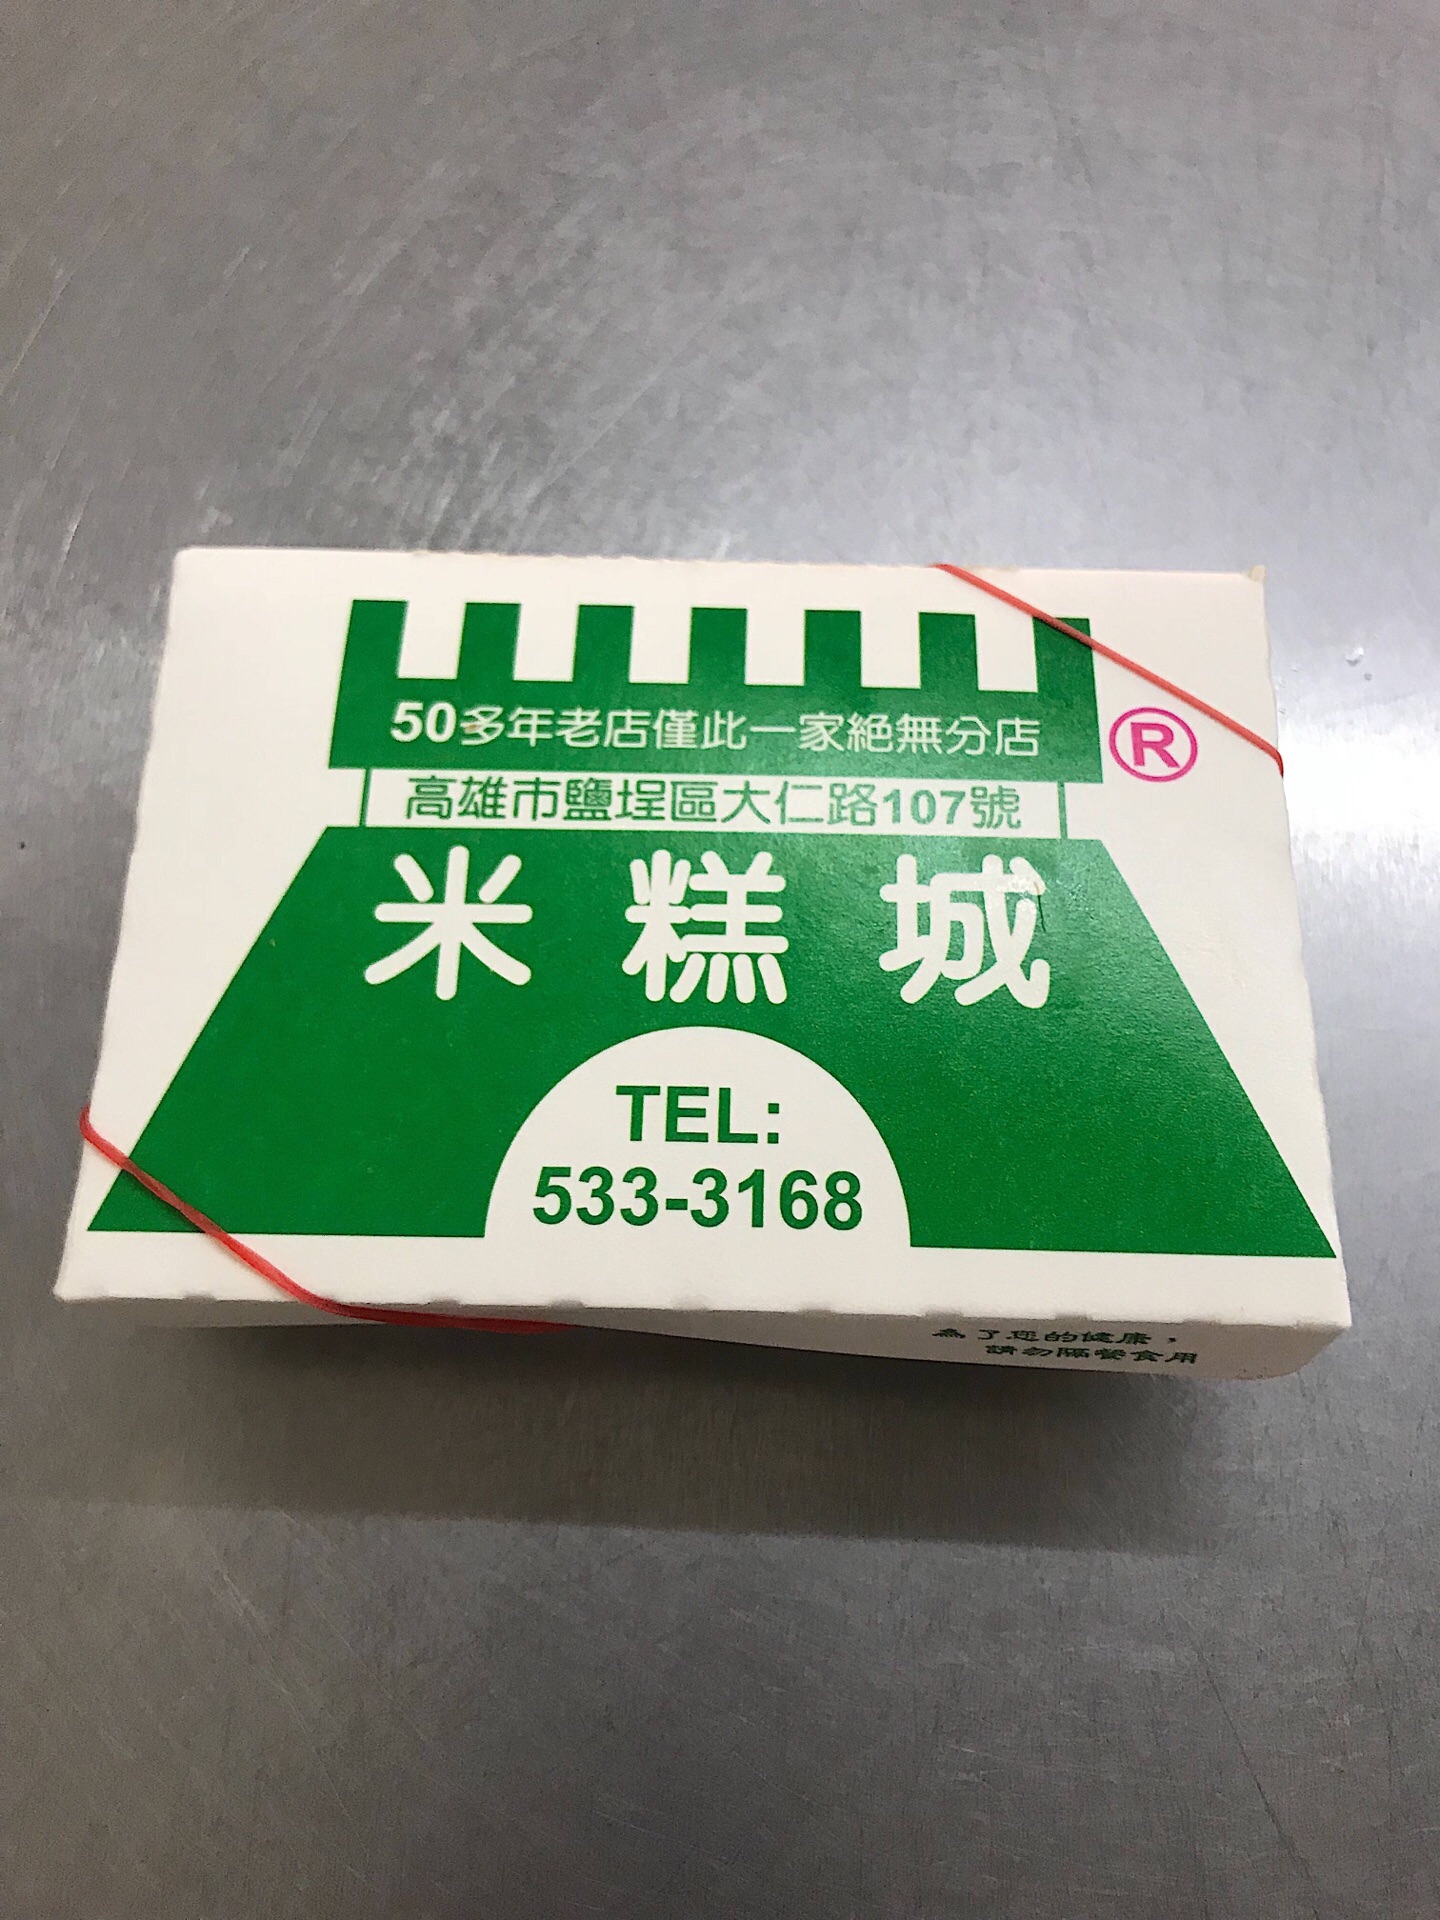 50多年老店僅此一家絕無分店
®
高雄市鹽埕區大仁路107號
米糕城
TEL:
533-3168
為了您的健康，
請勿隔餐食用